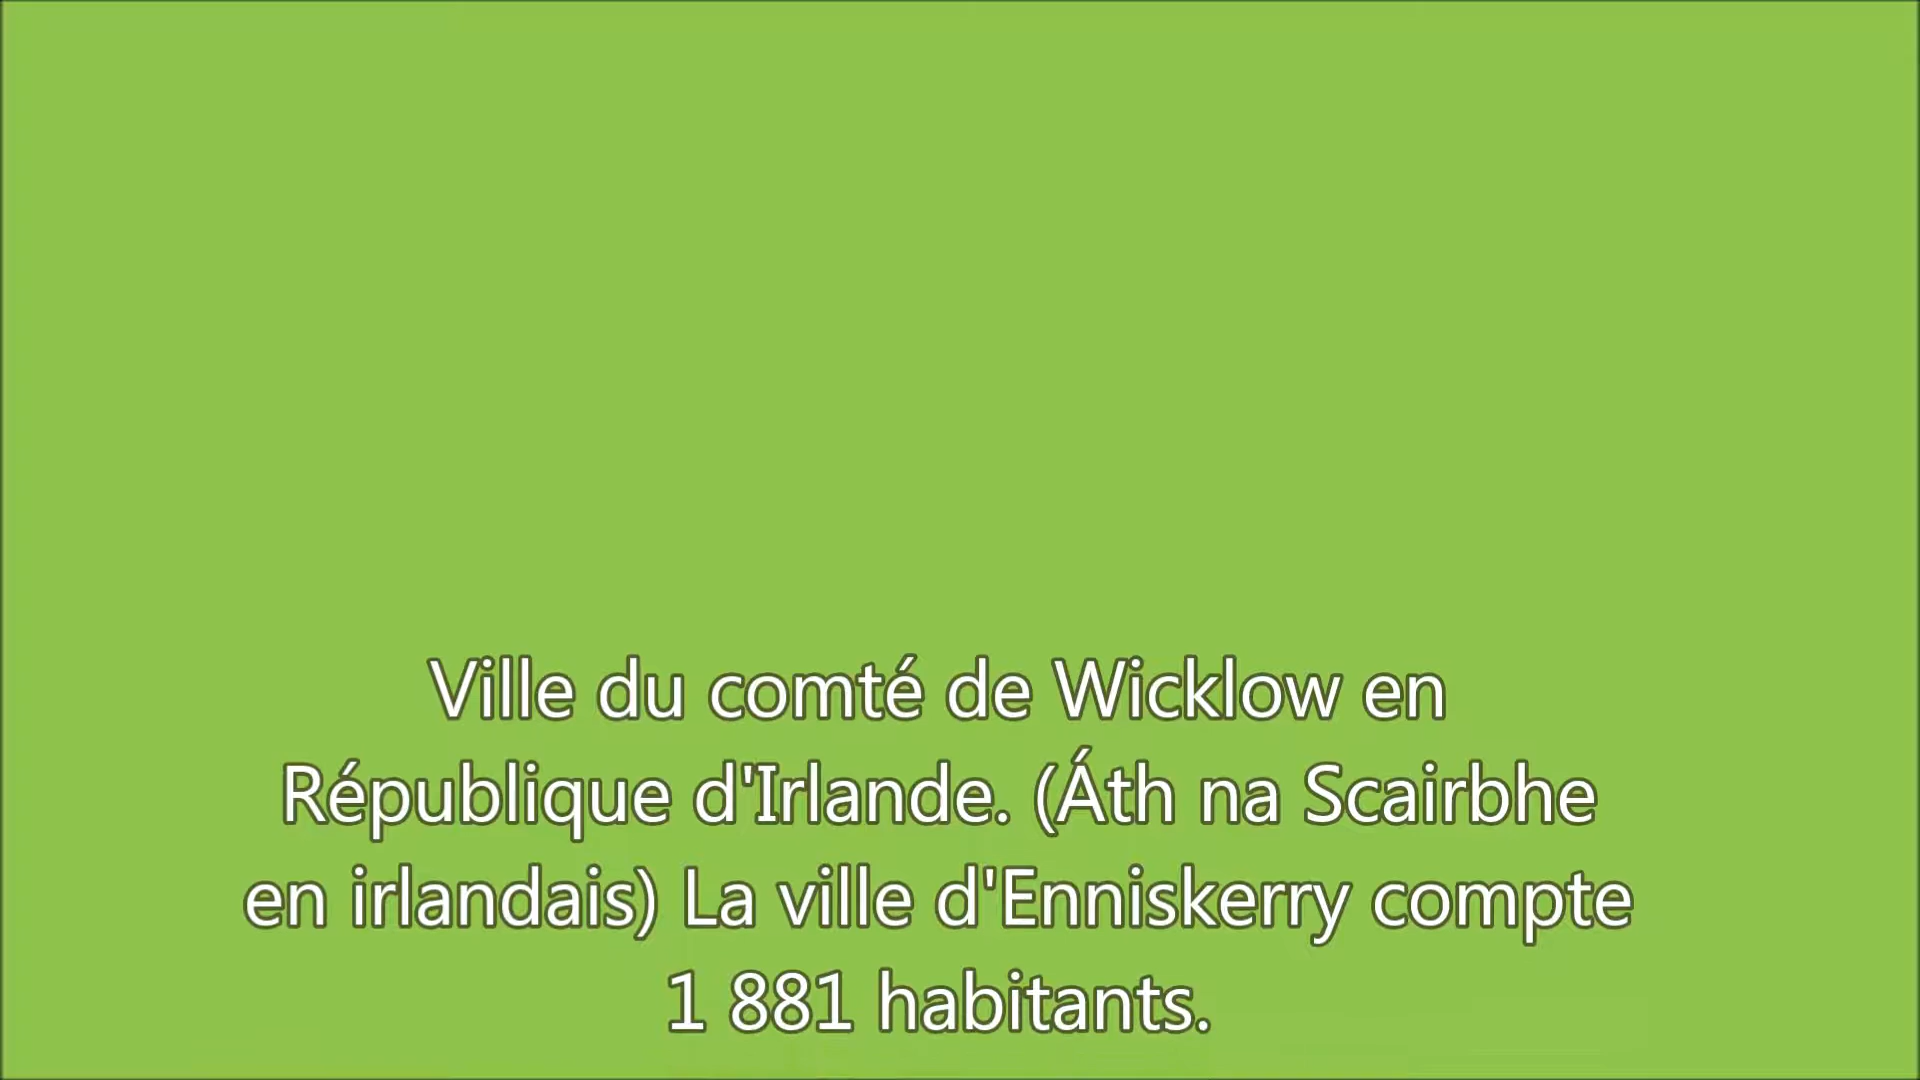 Ville du comté de Wicklow en
République d'Irlande. (Áth na Scairbhe
en irlandais) La ville d'Enniskerry compte
1 881 habitants.